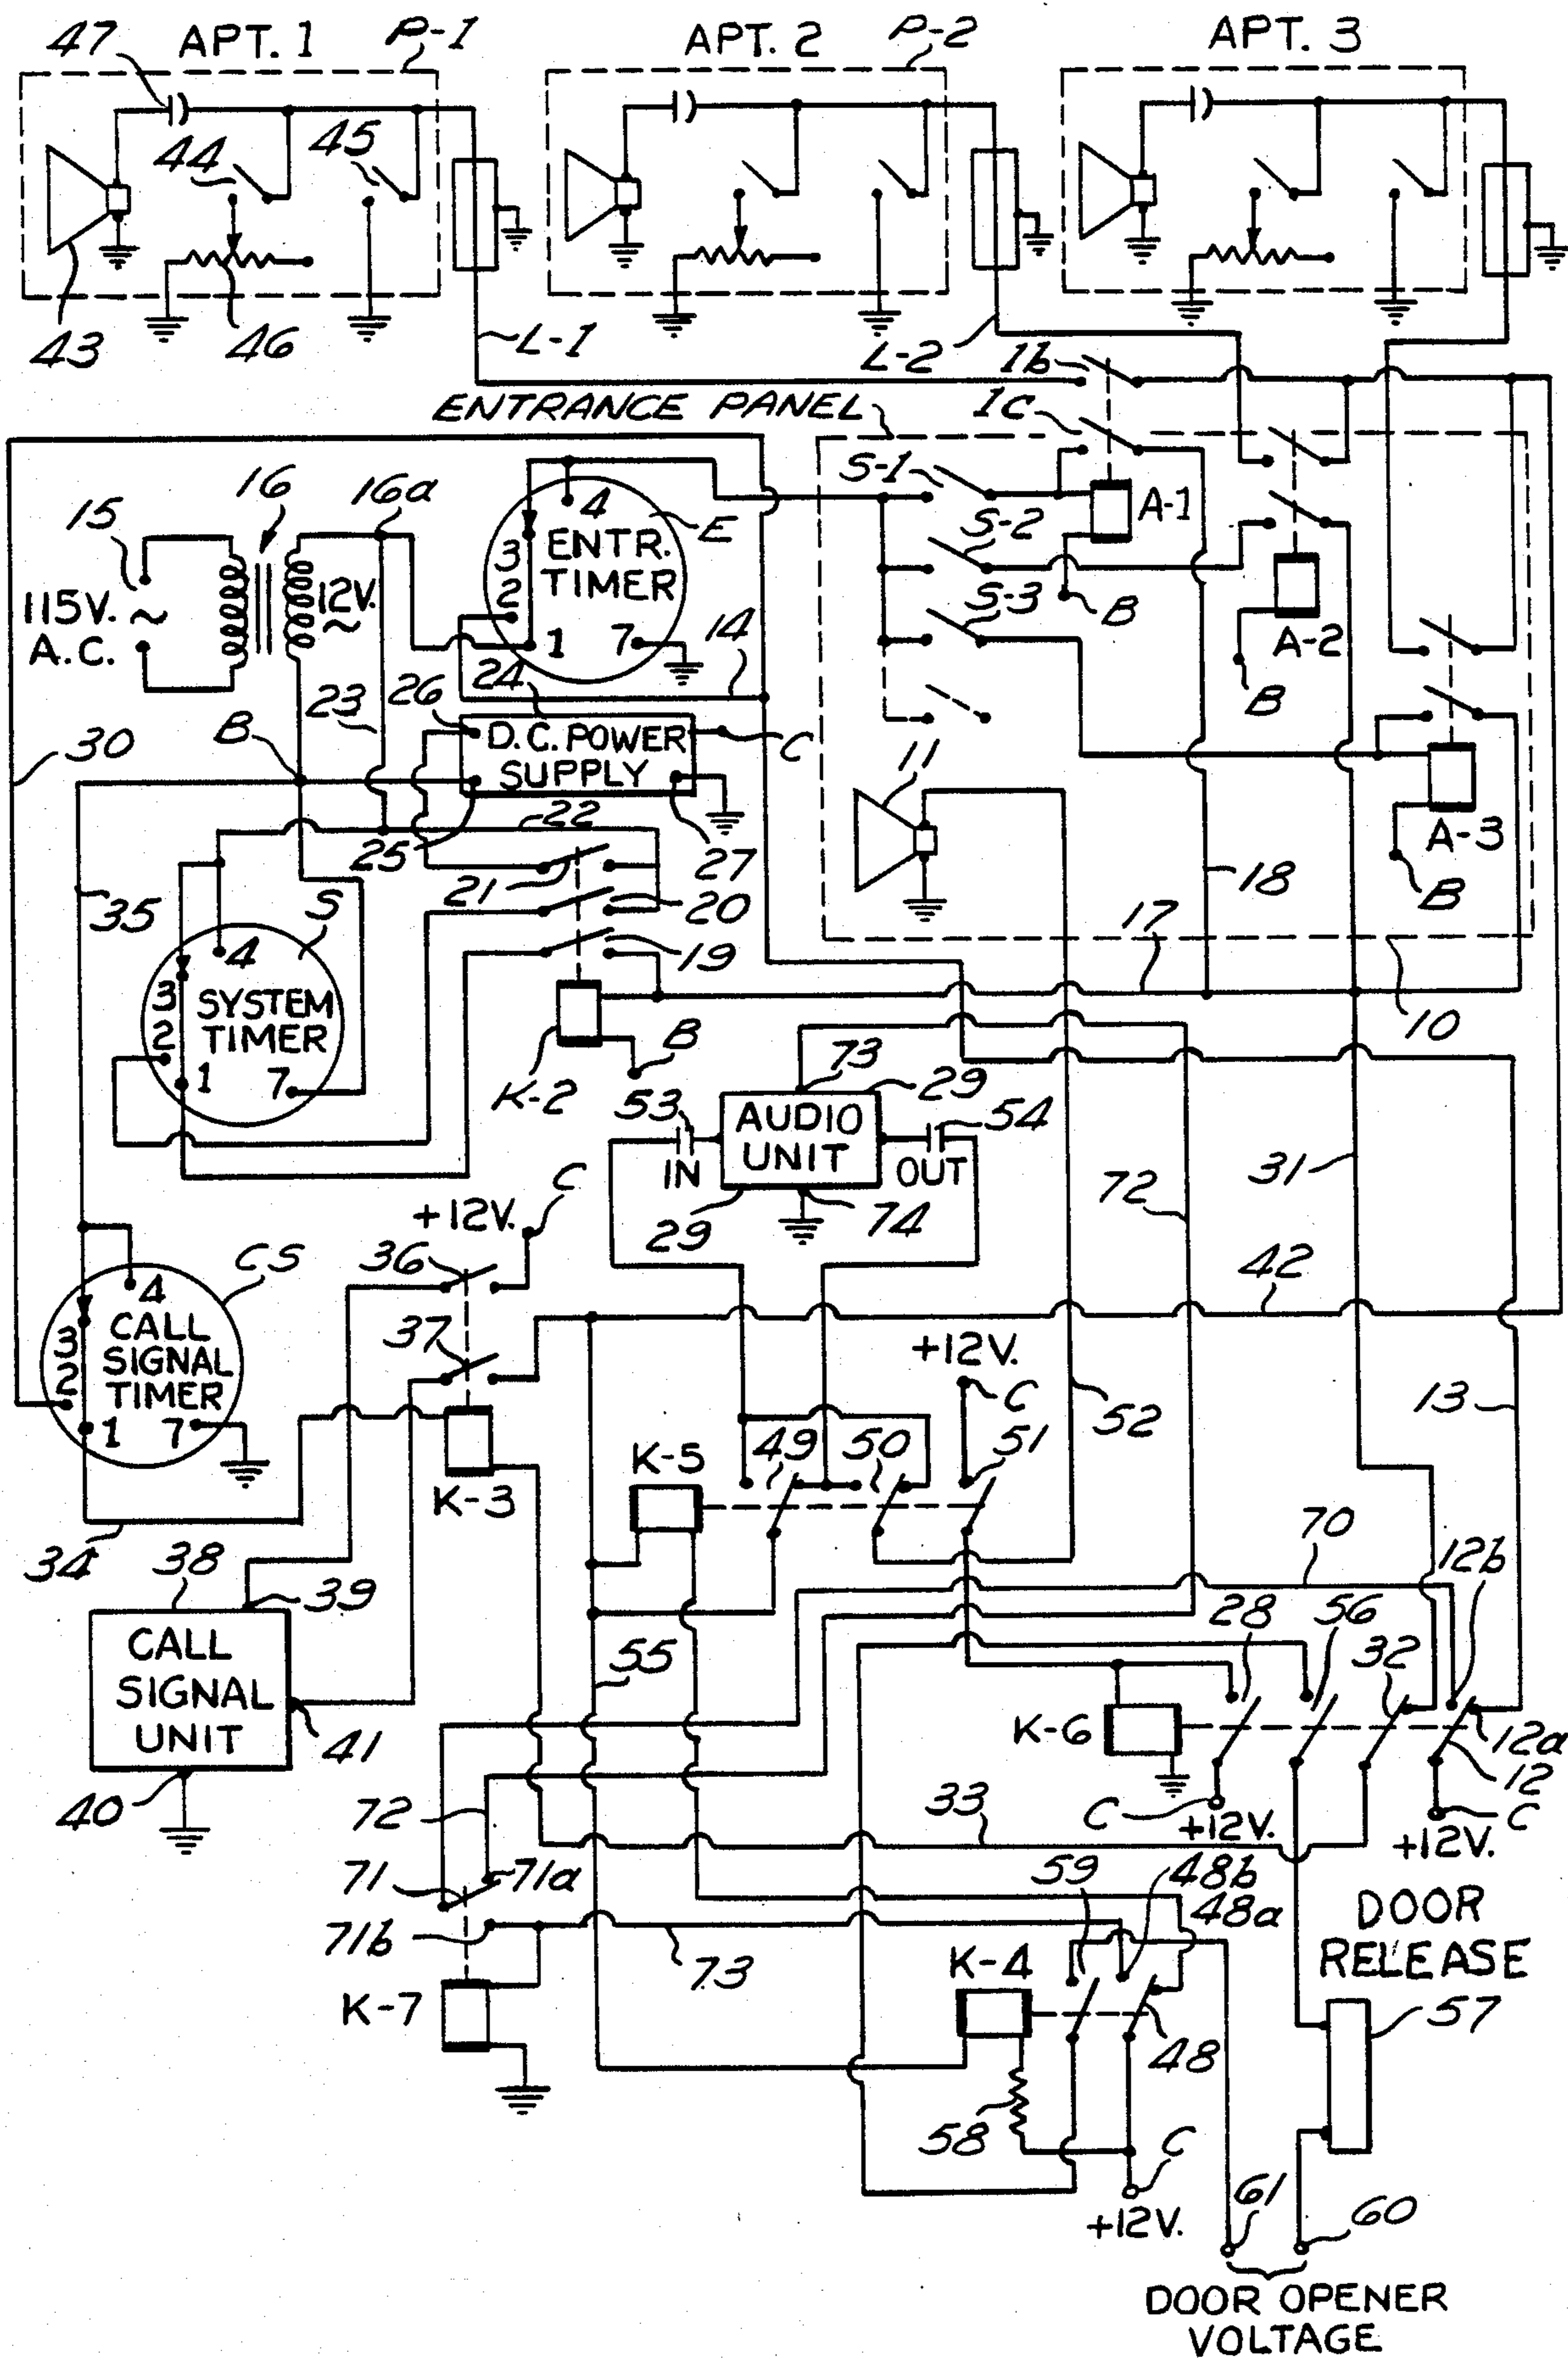 47 APT. 1 P-1 APT. 2 P-2 APT. 3
44 45
43 46 L-1 L-2 1b
ENTRANCE PANEL 1c
S-1
15 16 16a 4 E A-1
3 ENTR. S-2
115V. 12V. 2 TIMER S-3 B
~ ~
A.C. 1 7 14 A-2
24
26 23 D.C. POWER C B
30 B SUPPLY 11
22 A-3
25 27
21 18 B
35 S 20 17
4 19
3 SYSTEM
2 TIMER B 10
1 7 K-2 73 29
53 AUDIO 54
UNIT
IN OUT 31
C 72
+12V. 29 74
36 CS 42
4 37 +12V.
3 CALL C 13
SIGNAL 52
2 TIMER
1 7 49 50 51
K-5
K-3
34 38 70 12b
39 28 56
CALL 55 32
SIGNAL
UNIT K-6 12a
41 12
40 72 33 C C
+12V. +12V.
71 71a 59 48b
48a DOOR
71b K-4 RELEASE
73
K-7 57
48
58 C
61 60
+12V.
DOOR OPENER
VOLTAGE